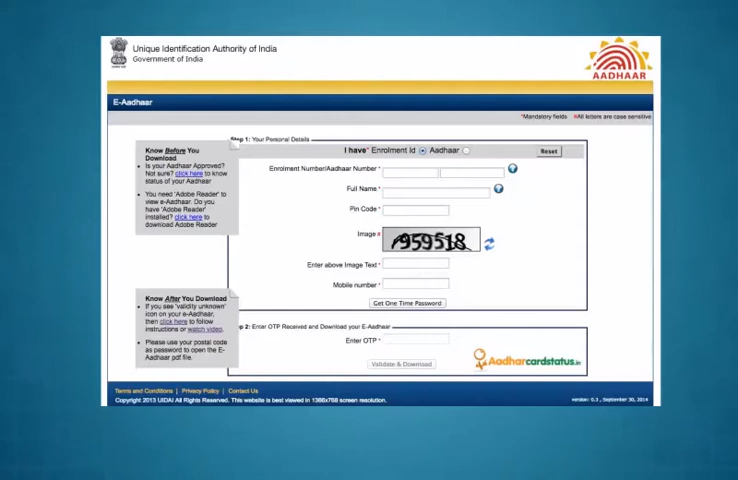 Unique Identification Authority of India
Government of India
AADHAAR
E-Aadhaar
*Mandatory fields #All letters are case sensitive
Step 1: Your Personal Details
I have* Enrolment Id Aadhaar
Reset
Know Before You
Download
Is your Aadhaar Approved?
Not sure? click here to know
status of your Aadhaar
You need 'Adobe Reader' to
view e-Aadhaar. Do you
have 'Adobe Reader'
installed? click here to
download Adobe Reader
Enrolment Number/Aadhaar Number *
Full Name *
Pin Code *
Image #
959518
Enter above Image Text *
Mobile number *
Get One Time Password
Know After You Download
If you see 'validity unknown'
icon on your e-Aadhaar,
then click here to follow
instructions or watch video.
Please use your postal code
as password to open the E-
Aadhaar pdf file.
p 2: Enter OTP Received and Download your E-Aadhaar
Enter OTP *
Validate & Download
Aadharcardstatus.in
Terms and Conditions | Privacy Policy | Contact Us
Copyright 2013 UIDAI All Rights Reserved. This website is best viewed in 1366x768 screen resolution.
version: 0.3 , September 30, 2014